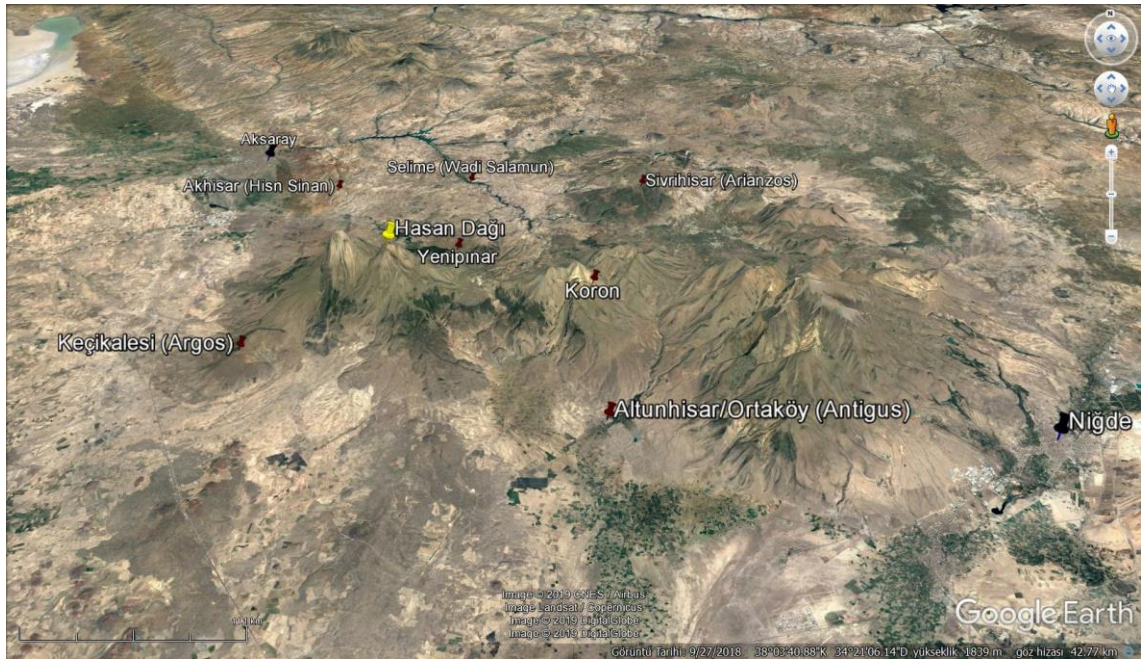 N
Aksaray
Selime (Wadi Salamun)
Akhisar (Hisn Sinan)
Sivrihisar (Arianzos)
Hasan Dağı
Yenipınar
Koron
Keçikalesi (Argos)
Altunhisar/Ortaköy (Antigus)
Niğde
Image © 2019 CNES / Airbus
Image Landsat / Copernicus
Image © 2019 DigitalGlobe
Image © 2019 DigitalGlobe
Google Earth
Görüntü Tarihi: 9/27/2018 38°03'40.88"K 34°21'06.14"D yükseklik 1839 m göz hizası 42.77 km